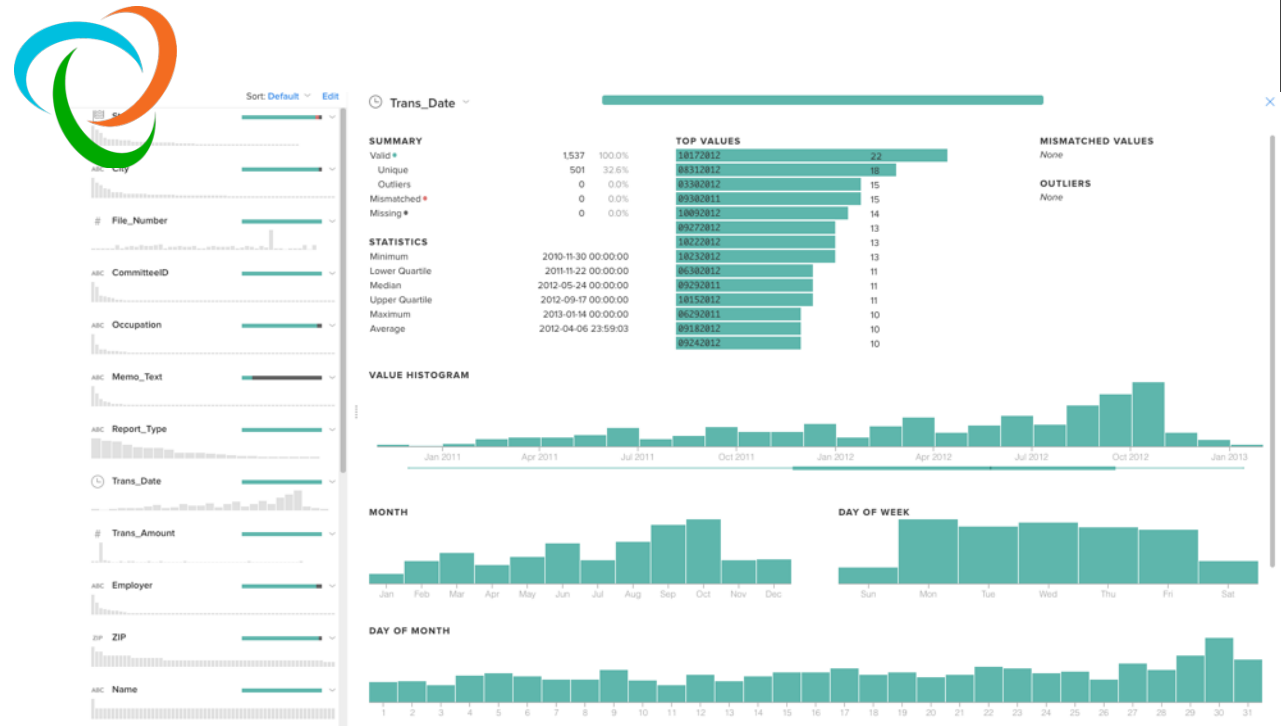 Sort: Default Edit
City
# File_Number
ABC CommitteeID
ABC Occupation
ABC Memo_Text
ABC Report_Type
Trans_Date
# Trans_Amount
ABC Employer
ZIP ZIP
ABC Name
Trans_Date
SUMMARY
Valid 1,537 100.0%
Unique 501 32.6%
Outliers 0 0.0%
Mismatched 0 0.0%
Missing 0 0.0%
STATISTICS
Minimum 2010-11-30 00:00:00
Lower Quartile 2011-11-22 00:00:00
Median 2012-05-24 00:00:00
Upper Quartile 2012-09-17 00:00:00
Maximum 2013-01-14 00:00:00
Average 2012-04-06 23:59:03
TOP VALUES
10172012 22
08312012 18
03302012 15
09302011 15
10092012 14
09272012 13
10222012 13
10232012 13
06302012 11
09292011 11
10152012 11
06292011 10
09182012 10
09242012 10
MISMATCHED VALUES
None
OUTLIERS
None
VALUE HISTOGRAM
Jan 2011 Apr 2011 Jul 2011 Oct 2011 Jan 2012 Apr 2012 Jul 2012 Oct 2012 Jan 2013
MONTH
Jan Feb Mar Apr May Jun Jul Aug Sep Oct Nov Dec
DAY OF WEEK
Sun Mon Tue Wed Thu Fri Sat
DAY OF MONTH
1 2 3 4 5 6 7 8 9 10 11 12 13 14 15 16 17 18 19 20 21 22 23 24 25 26 27 28 29 30 31